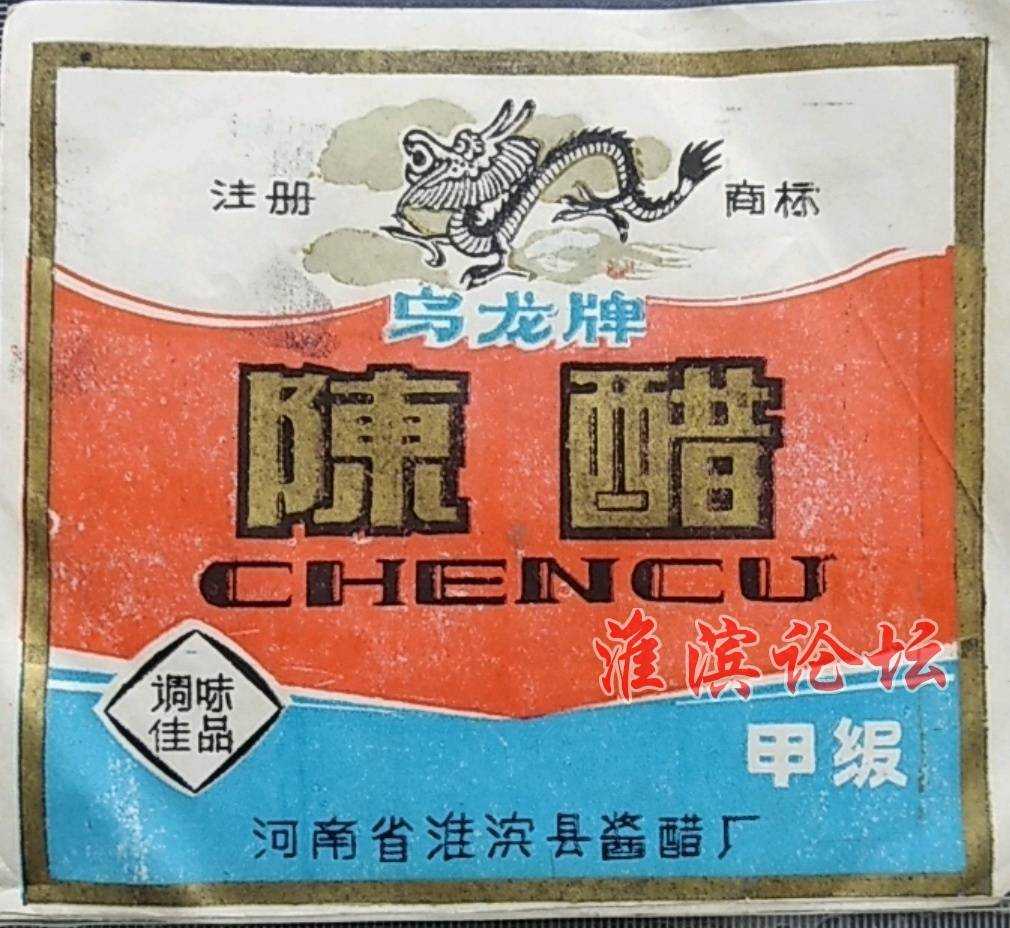 注册 商标
乌龙牌
陳醋
CHENCU
淮滨论坛
调味
佳品
甲级
河南省淮滨县酱醋厂